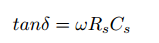 tanδ = ωR_sC_s